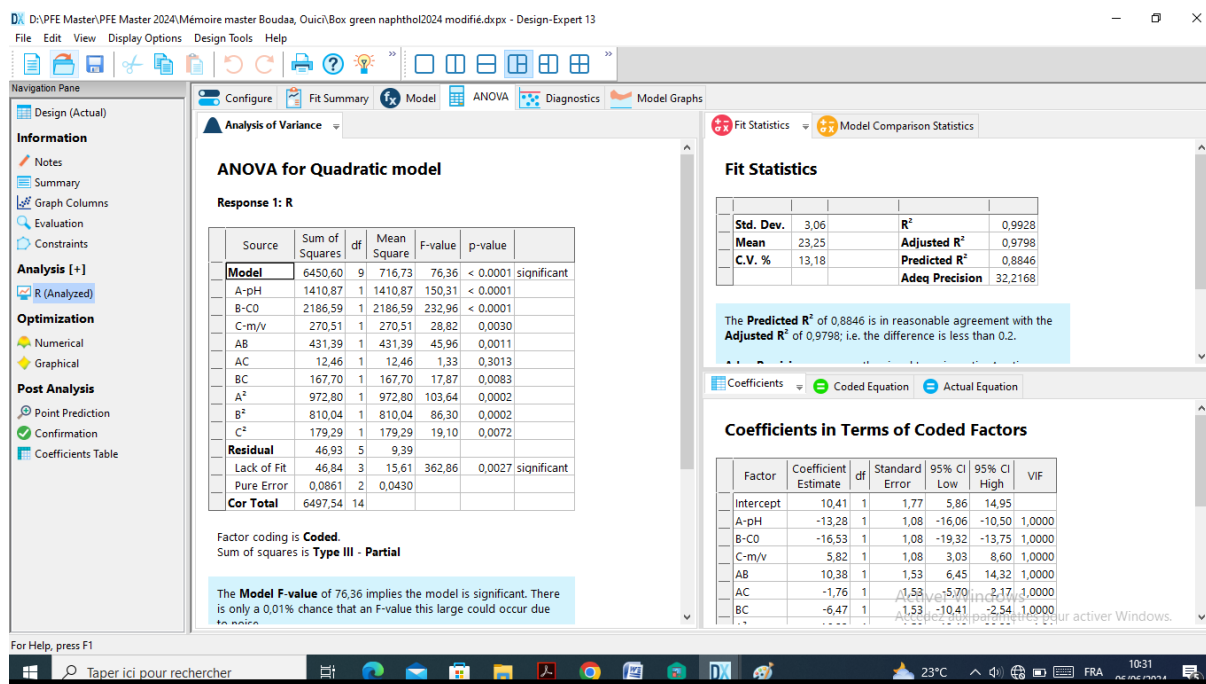 DX D:\PFE Master\PFE Master 2024\Mémoire master Boudaa, Ouici\Box green naphthol2024 modifié.dxpx - Design-Expert 13
File Edit View Display Options Design Tools Help
Navigation Pane
Design (Actual)
Information
Notes
Summary
Graph Columns
Evaluation
Constraints
Analysis [+]
R (Analyzed)
Optimization
Numerical
Graphical
Post Analysis
Point Prediction
Confirmation
Coefficients Table
Configure Fit Summary Model ANOVA Diagnostics Model Graphs
Analysis of Variance
ANOVA for Quadratic model
Response 1: R
Source Sum of Squares df Mean Square F-value p-value
Model 6450,60 9 716,73 76,36 < 0.0001 significant
A-pH 1410,87 1 1410,87 150,31 < 0.0001
B-C0 2186,59 1 2186,59 232,96 < 0.0001
C-m/v 270,51 1 270,51 28,82 0,0030
AB 431,39 1 431,39 45,96 0,0011
AC 12,46 1 12,46 1,33 0,3013
BC 167,70 1 167,70 17,87 0,0083
A² 972,80 1 972,80 103,64 0,0002
B² 810,04 1 810,04 86,30 0,0002
C² 179,29 1 179,29 19,10 0,0072
Residual 46,93 5 9,39
Lack of Fit 46,84 3 15,61 362,86 0,0027 significant
Pure Error 0,0861 2 0,0430
Cor Total 6497,54 14
Factor coding is Coded.
Sum of squares is Type III - Partial
The Model F-value of 76,36 implies the model is significant. There
is only a 0,01% chance that an F-value this large could occur due
to noise.
Fit Statistics Model Comparison Statistics
Fit Statistics
Std. Dev. 3,06 R² 0,9928
Mean 23,25 Adjusted R² 0,9798
C.V. % 13,18 Predicted R² 0,8846
Adeq Precision 32,2168
The Predicted R² of 0,8846 is in reasonable agreement with the
Adjusted R² of 0,9798; i.e. the difference is less than 0.2.
Coefficients Coded Equation Actual Equation
Coefficients in Terms of Coded Factors
Factor Coefficient Estimate df Standard Error 95% CI Low 95% CI High VIF
Intercept 10,41 1 1,77 5,86 14,95
A-pH -13,28 1 1,08 -16,06 -10,50 1,0000
B-C0 -16,53 1 1,08 -19,32 -13,75 1,0000
C-m/v 5,82 1 1,08 3,03 8,60 1,0000
AB 10,38 1 1,53 6,45 14,32 1,0000
AC -1,76 1 1,53 -5,70 2,17 1,0000
BC -6,47 1 1,53 -10,41 -2,54 1,0000
Activer Windows
Accédez aux paramètres pour activer Windows.
For Help, press F1
Taper ici pour rechercher
DX
23°C
FRA
10:31
06/06/2024